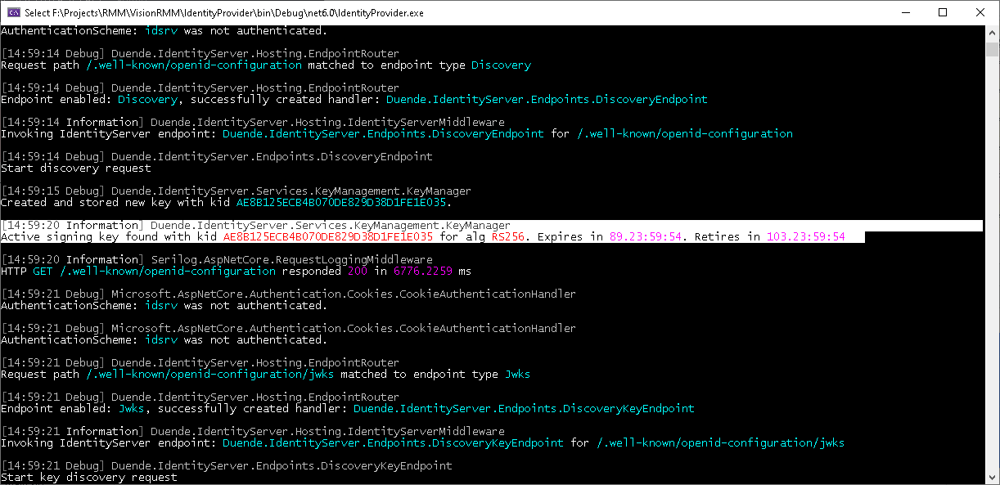 Select F:\Projects\RMM\VisionRMM\IdentityProvider\bin\Debug\net6.0\IdentityProvider.exe
AuthenticationScheme: idsrv was not authenticated.
[14:59:14 Debug] Duende.IdentityServer.Hosting.EndpointRouter
Request path /.well-known/openid-configuration matched to endpoint type Discovery
[14:59:14 Debug] Duende.IdentityServer.Hosting.EndpointRouter
Endpoint enabled: Discovery, successfully created handler: Duende.IdentityServer.Endpoints.DiscoveryEndpoint
[14:59:14 Information] Duende.IdentityServer.Hosting.IdentityServerMiddleware
Invoking IdentityServer endpoint: Duende.IdentityServer.Endpoints.DiscoveryEndpoint for /.well-known/openid-configuration
[14:59:14 Debug] Duende.IdentityServer.Endpoints.DiscoveryEndpoint
Start discovery request
[14:59:15 Debug] Duende.IdentityServer.Services.KeyManagement.KeyManager
Created and stored new key with kid AE8B125ECB4B070DE829D38D1FE1E035.
[14:59:20 Information] Duende.IdentityServer.Services.KeyManagement.KeyManager
Active signing key found with kid AE8B125ECB4B070DE829D38D1FE1E035 for alg RS256. Expires in 89.23:59:54. Retires in 103.23:59:54
[14:59:20 Information] Serilog.AspNetCore.RequestLoggingMiddleware
HTTP GET /.well-known/openid-configuration responded 200 in 6776.2259 ms
[14:59:21 Debug] Microsoft.AspNetCore.Authentication.Cookies.CookieAuthenticationHandler
AuthenticationScheme: idsrv was not authenticated.
[14:59:21 Debug] Microsoft.AspNetCore.Authentication.Cookies.CookieAuthenticationHandler
AuthenticationScheme: idsrv was not authenticated.
[14:59:21 Debug] Duende.IdentityServer.Hosting.EndpointRouter
Request path /.well-known/openid-configuration/jwks matched to endpoint type Jwks
[14:59:21 Debug] Duende.IdentityServer.Hosting.EndpointRouter
Endpoint enabled: Jwks, successfully created handler: Duende.IdentityServer.Endpoints.DiscoveryKeyEndpoint
[14:59:21 Information] Duende.IdentityServer.Hosting.IdentityServerMiddleware
Invoking IdentityServer endpoint: Duende.IdentityServer.Endpoints.DiscoveryKeyEndpoint for /.well-known/openid-configuration/jwks
[14:59:21 Debug] Duende.IdentityServer.Endpoints.DiscoveryKeyEndpoint
Start key discovery request